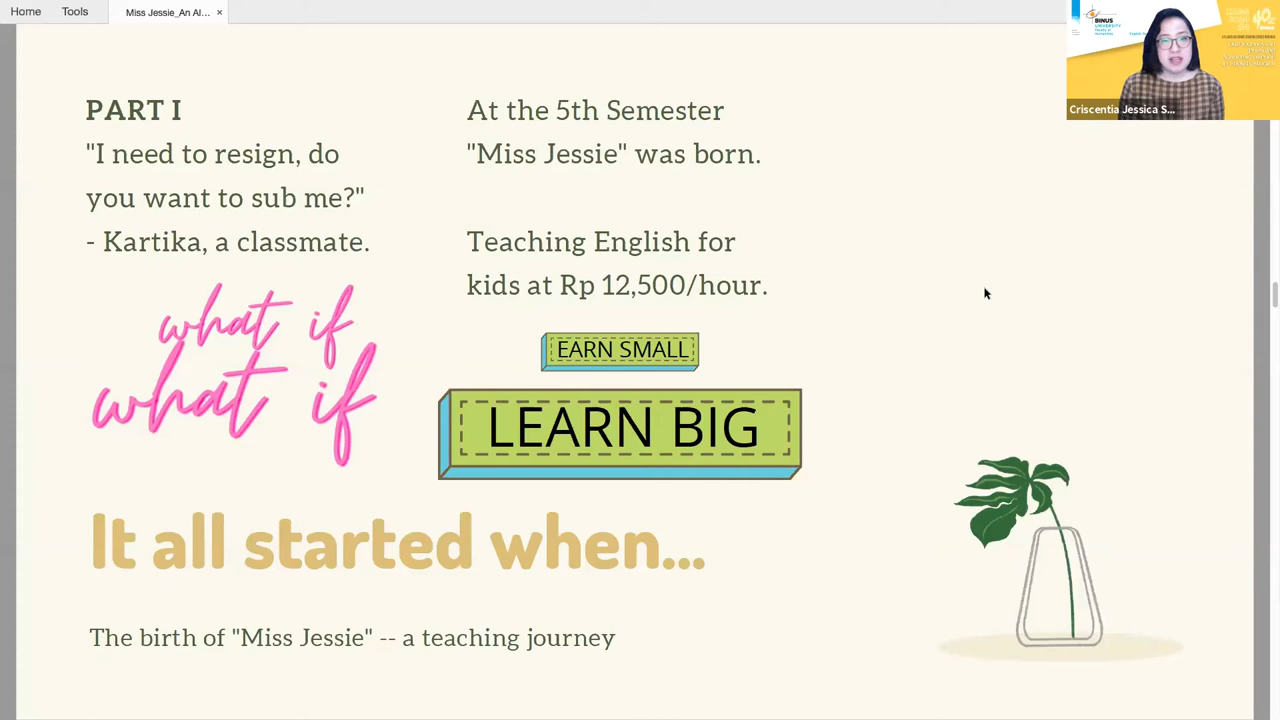 Home
Tools
Miss Jessie_An Al...
×
BINUS
UNIVERSITY
Criscentia Jessica S...
PART I
"I need to resign, do
you want to sub me?"
- Kartika, a classmate.
At the 5th Semester
"Miss Jessie" was born.
Teaching English for
kids at Rp 12,500/hour.
what if
what if
EARN SMALL
LEARN BIG
It all started when...
The birth of "Miss Jessie" -- a teaching journey